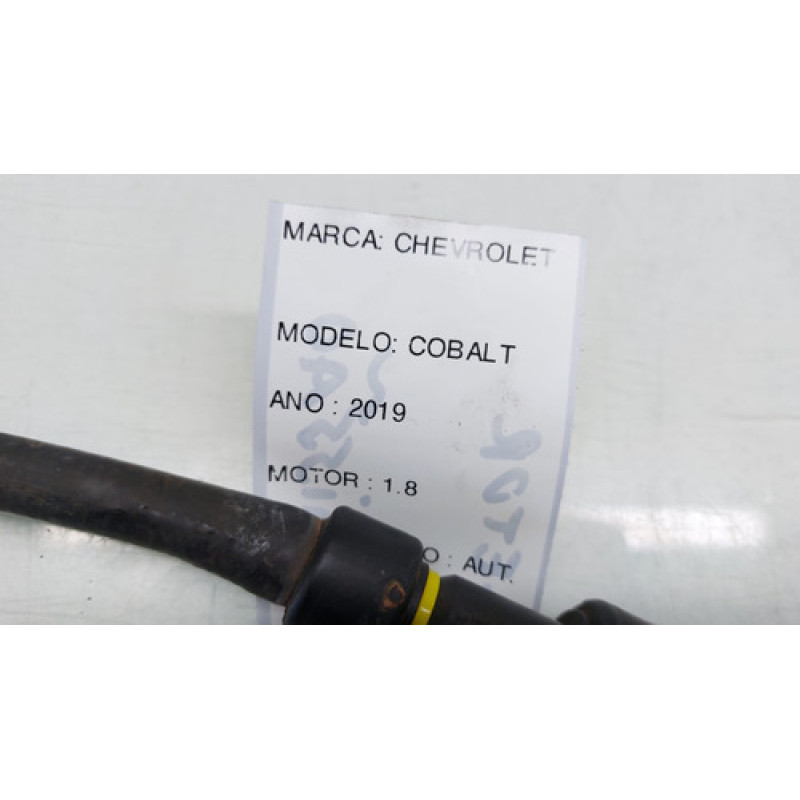 MARCA: CHEVROLET
MODELO: COBALT
ANO : 2019
MOTOR : 1.8
O : AUT.